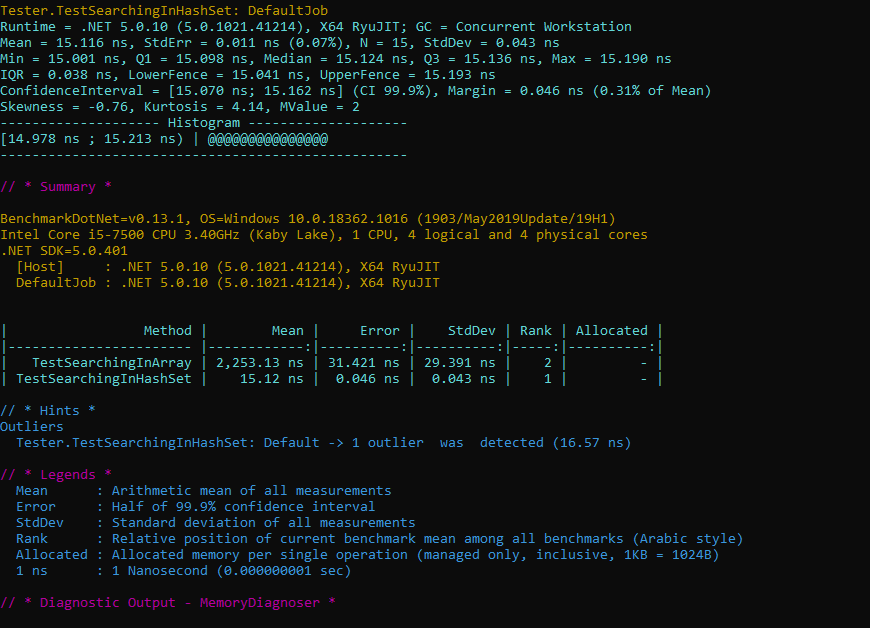 Tester.TestSearchingInHashSet: DefaultJob
Runtime = .NET 5.0.10 (5.0.1021.41214), X64 RyuJIT; GC = Concurrent Workstation
Mean = 15.116 ns, StdErr = 0.011 ns (0.07%), N = 15, StdDev = 0.043 ns
Min = 15.001 ns, Q1 = 15.098 ns, Median = 15.124 ns, Q3 = 15.136 ns, Max = 15.190 ns
IQR = 0.038 ns, LowerFence = 15.041 ns, UpperFence = 15.193 ns
ConfidenceInterval = [15.070 ns; 15.162 ns] (CI 99.9%), Margin = 0.046 ns (0.31% of Mean)
Skewness = -0.76, Kurtosis = 4.14, MValue = 2
-------------------- Histogram --------------------
[14.978 ns ; 15.213 ns) | @@@@@@@@@@@@@@@
---------------------------------------------------
// * Summary *
BenchmarkDotNet=v0.13.1, OS=Windows 10.0.18362.1016 (1903/May2019Update/19H1)
Intel Core i5-7500 CPU 3.40GHz (Kaby Lake), 1 CPU, 4 logical and 4 physical cores
.NET SDK=5.0.401
  [Host]     : .NET 5.0.10 (5.0.1021.41214), X64 RyuJIT
  DefaultJob : .NET 5.0.10 (5.0.1021.41214), X64 RyuJIT
|                 Method |        Mean |     Error |    StdDev | Rank | Allocated |
|----------------------- |------------:|----------:|----------:|-----:|----------:|
|   TestSearchingInArray | 2,253.13 ns | 31.421 ns | 29.391 ns |    2 |         - |
| TestSearchingInHashSet |    15.12 ns |  0.046 ns |  0.043 ns |    1 |         - |
// * Hints *
Outliers
  Tester.TestSearchingInHashSet: Default -> 1 outlier  was  detected (16.57 ns)
// * Legends *
  Mean      : Arithmetic mean of all measurements
  Error     : Half of 99.9% confidence interval
  StdDev    : Standard deviation of all measurements
  Rank      : Relative position of current benchmark mean among all benchmarks (Arabic style)
  Allocated : Allocated memory per single operation (managed only, inclusive, 1KB = 1024B)
  1 ns      : 1 Nanosecond (0.000000001 sec)
// * Diagnostic Output - MemoryDiagnoser *